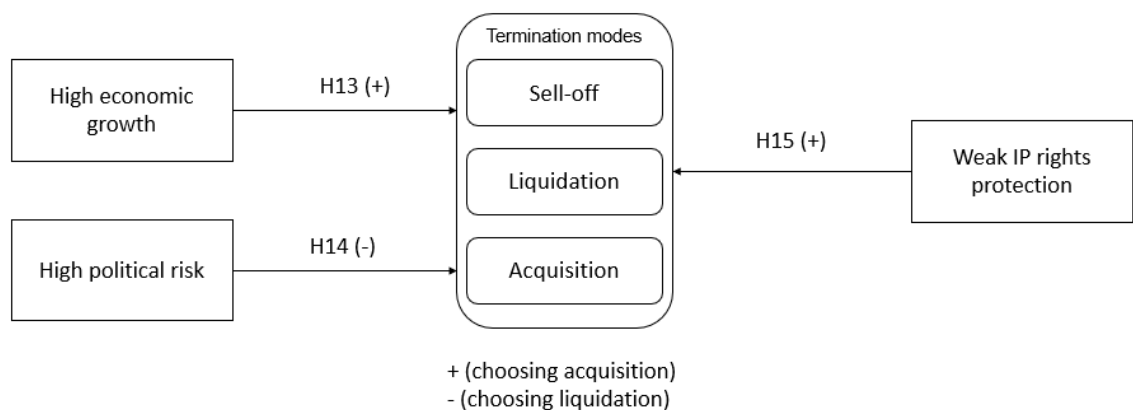 Termination modes
High economic
growth
H13 (+)
Sell-off
H15 (+)
Weak IP rights
protection
Liquidation
High political risk
H14 (-)
Acquisition
+ (choosing acquisition)
- (choosing liquidation)